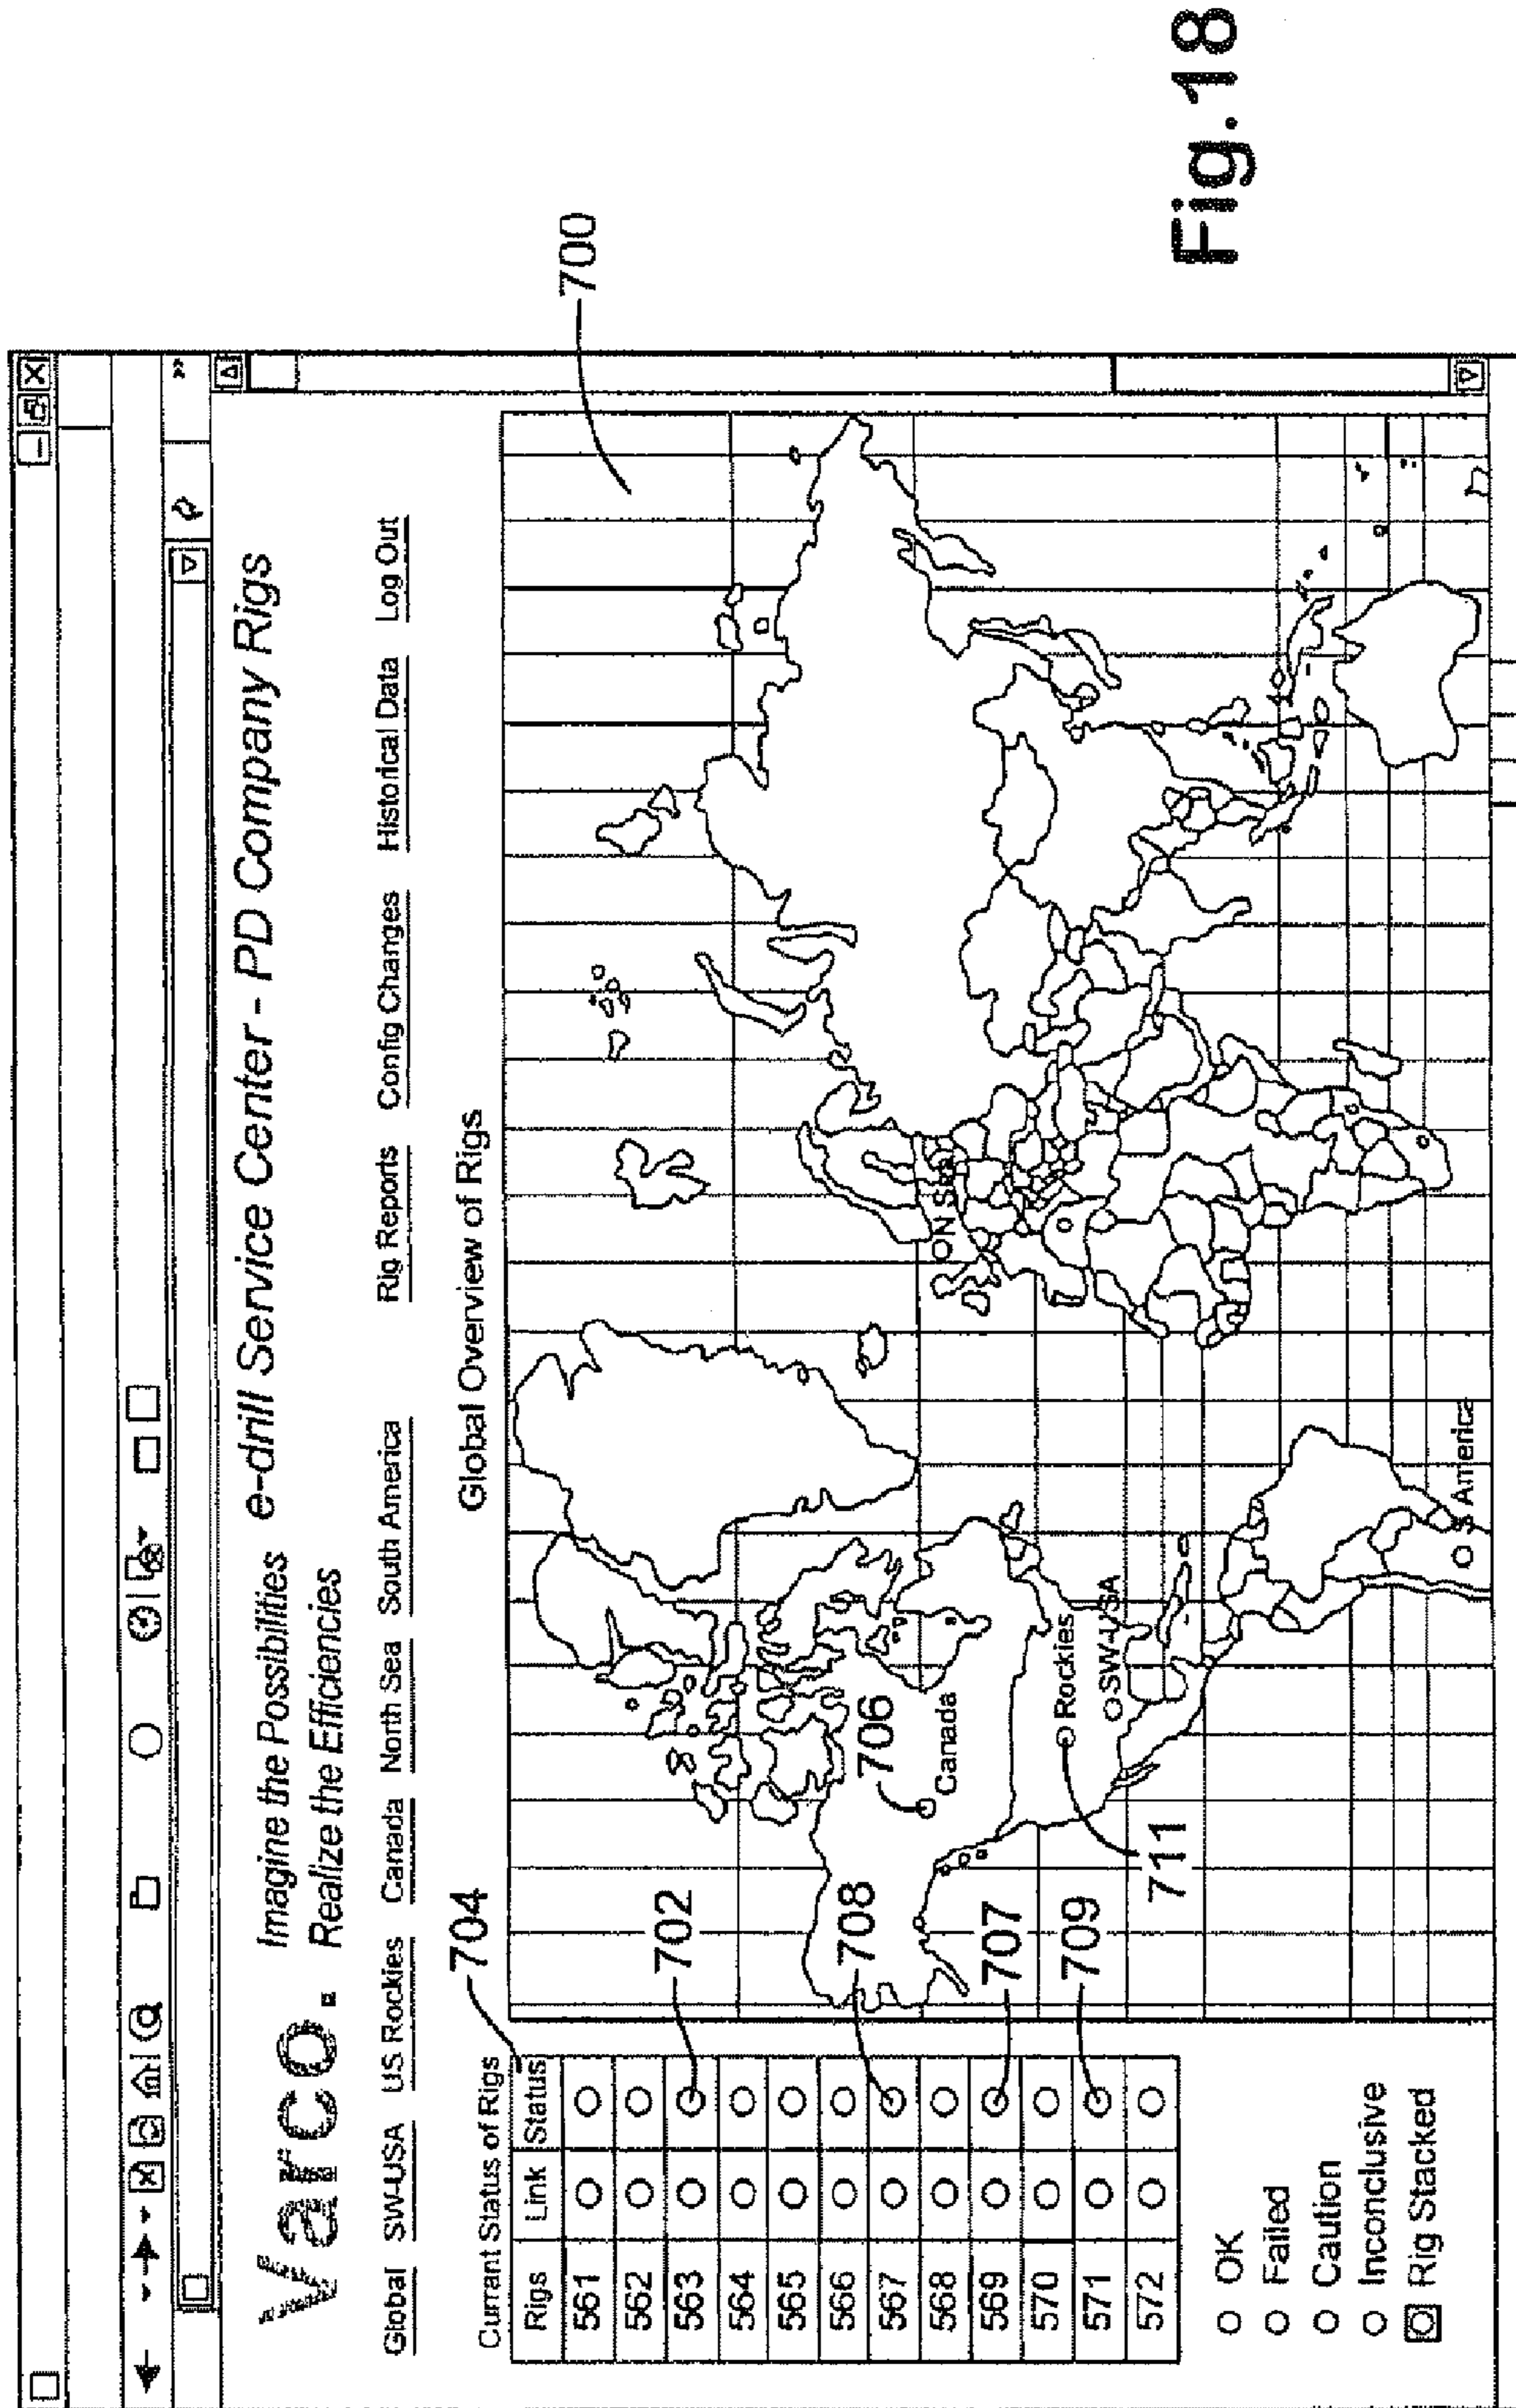 Varco.
Imagine the Possibilities
Realize the Efficiencies
e-drill Service Center - PD Company Rigs
Global SW-USA US Rockies Canada North Sea South America Rig Reports Config Changes Historical Data Log Out
Currant Status of Rigs
704
Rigs Link Status
561
562
563
564
565
566
567
568
569
570
571
572
702
708
707
709
OK
Failed
Caution
Inconclusive
Rig Stacked
Global Overview of Rigs
700
706
Canada
Rockies
711
SW-USA
S America
N Sea
Fig.18